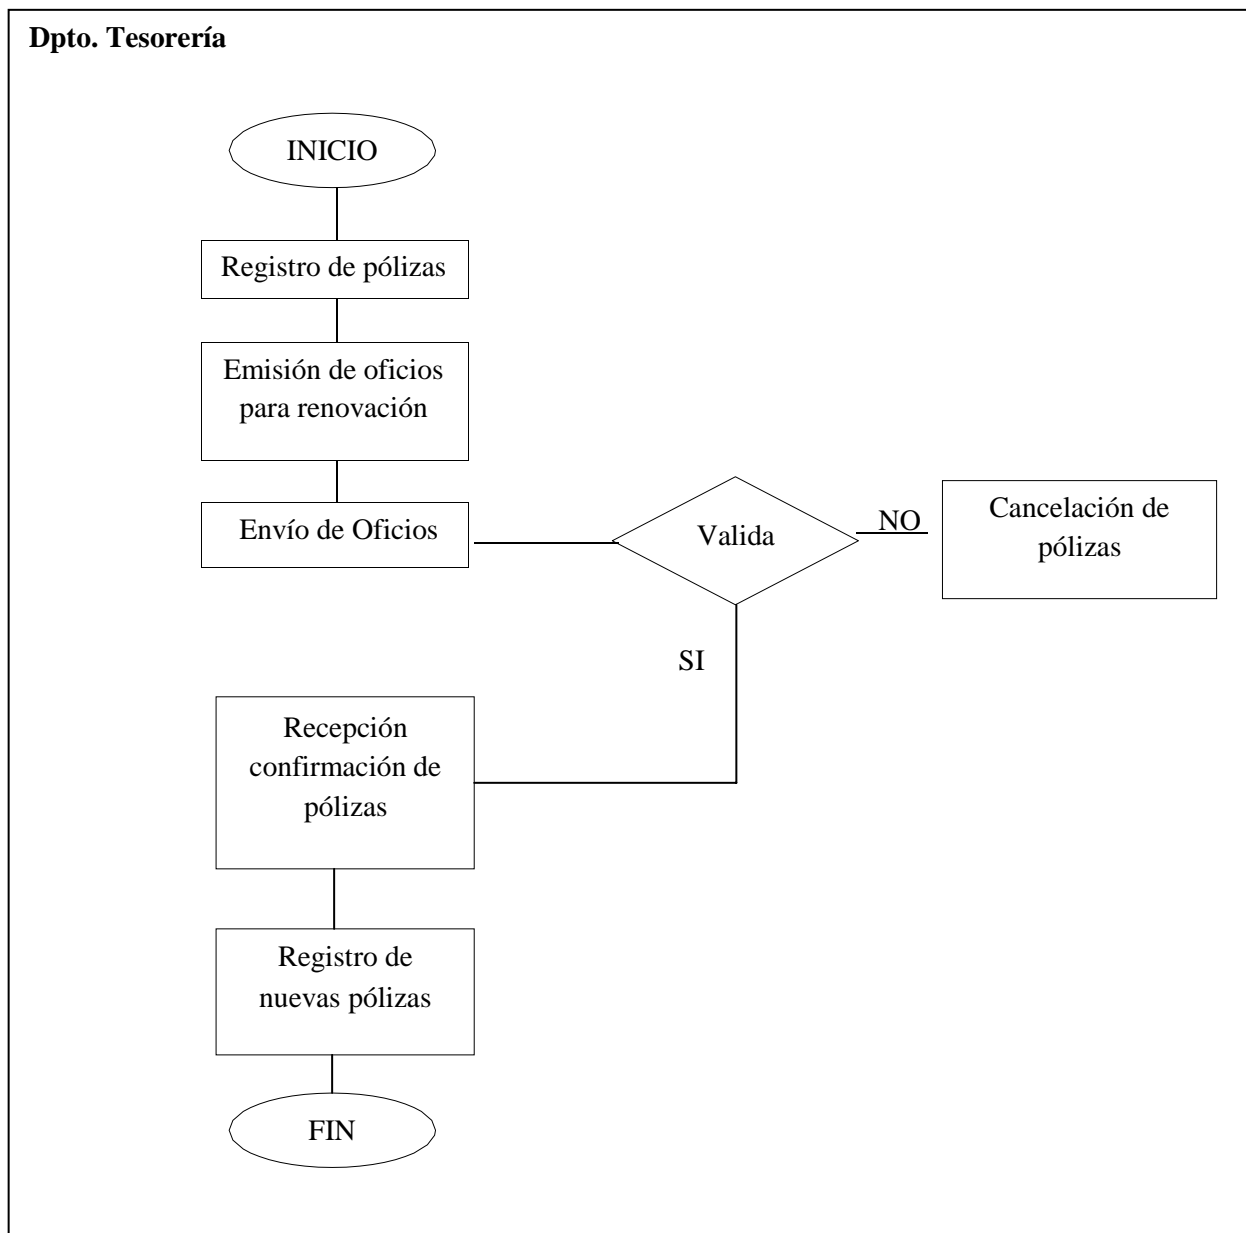 Dpto. Tesorería
INICIO
Registro de pólizas
Emisión de oficios
para renovación
Envío de Oficios
Valida
NO
Cancelación de
pólizas
SI
Recepción
confirmación de
pólizas
Registro de
nuevas pólizas
FIN